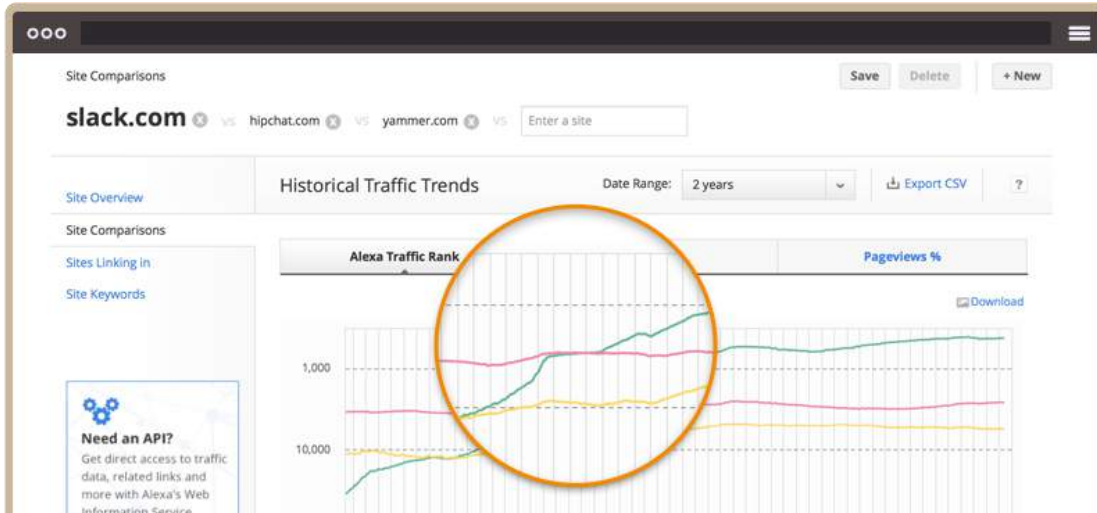 Site Comparisons
Save Delete + New
slack.com vs hipchat.com vs yammer.com vs Enter a site
Site Overview
Historical Traffic Trends Date Range: 2 years Export CSV ?
Site Comparisons
Sites Linking in
Alexa Traffic Rank Pageviews %
Site Keywords
Download
1,000
10,000
Need an API?
Get direct access to traffic
data, related links and
more with Alexa's Web
Information Service